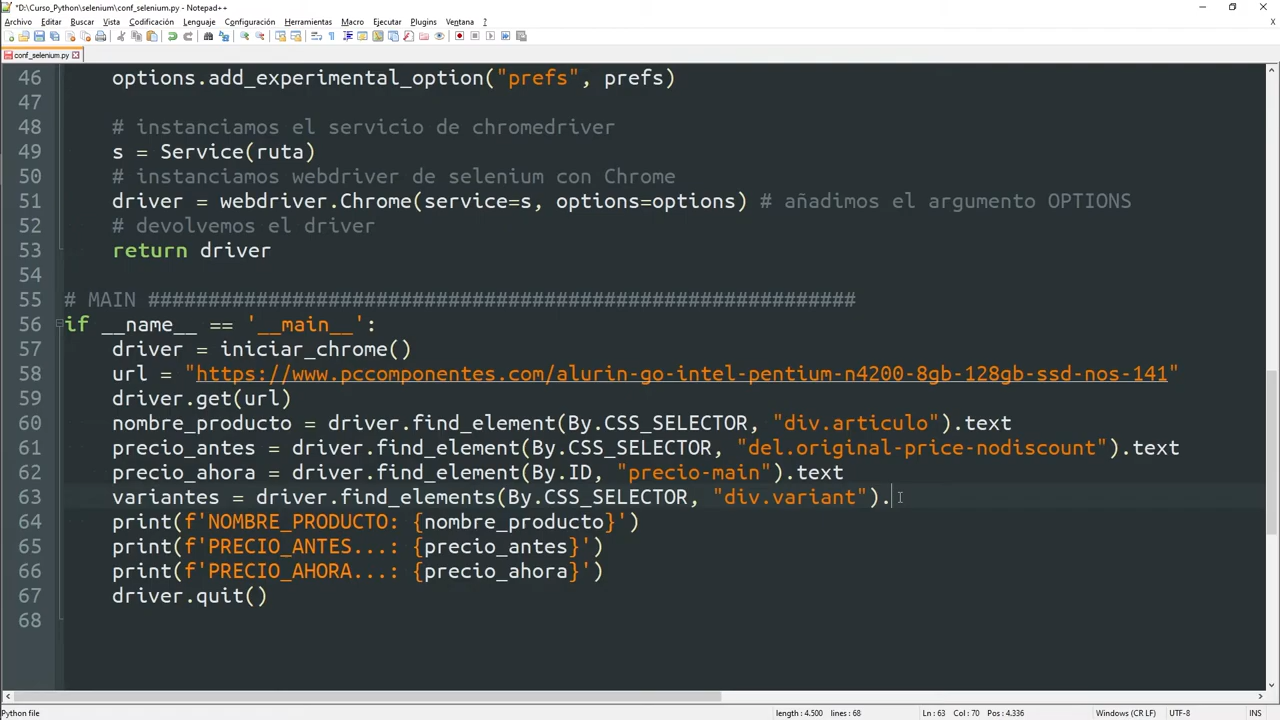 *D:\Curso_Python\selenium\conf_selenium.py - Notepad++
Archivo Editar Buscar Vista Codificación Lenguaje Configuración Herramientas Macro Ejecutar Plugins Ventana ?
conf_selenium.py
46 options.add_experimental_option("prefs", prefs)
47
48 # instanciamos el servicio de chromedriver
49 s = Service(ruta)
50 # instanciamos webdriver de selenium con Chrome
51 driver = webdriver.Chrome(service=s, options=options) # añadimos el argumento OPTIONS
52 # devolvemos el driver
53 return driver
54
55 # MAIN ###########################################################
56 if __name__ == '__main__':
57 driver = iniciar_chrome()
58 url = "https://www.pccomponentes.com/alurin-go-intel-pentium-n4200-8gb-128gb-ssd-nos-141"
59 driver.get(url)
60 nombre_producto = driver.find_element(By.CSS_SELECTOR, "div.articulo").text
61 precio_antes = driver.find_element(By.CSS_SELECTOR, "del.original-price-nodiscount").text
62 precio_ahora = driver.find_element(By.ID, "precio-main").text
63 variantes = driver.find_elements(By.CSS_SELECTOR, "div.variant").
64 print(f'NOMBRE_PRODUCTO: {nombre_producto}')
65 print(f'PRECIO_ANTES...: {precio_antes}')
66 print(f'PRECIO_AHORA...: {precio_ahora}')
67 driver.quit()
68
Python file length : 4.500 lines : 68 Ln : 63 Col : 70 Pos : 4.336 Windows (CR LF) UTF-8 INS